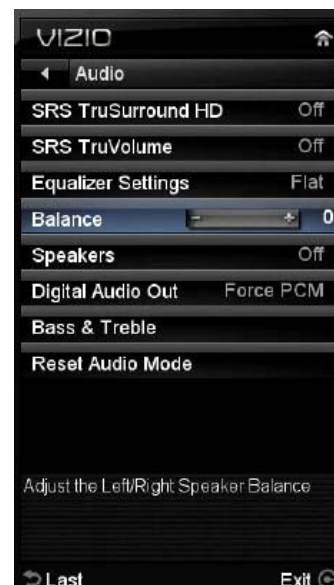 VIZIO
Audio
SRS TruSurround HD Off
SRS TruVolume Off
Equalizer Settings Flat
Balance - + 0
Speakers Off
Digital Audio Out Force PCM
Bass & Treble
Reset Audio Mode
Adjust the Left/Right Speaker Balance
Last Exit